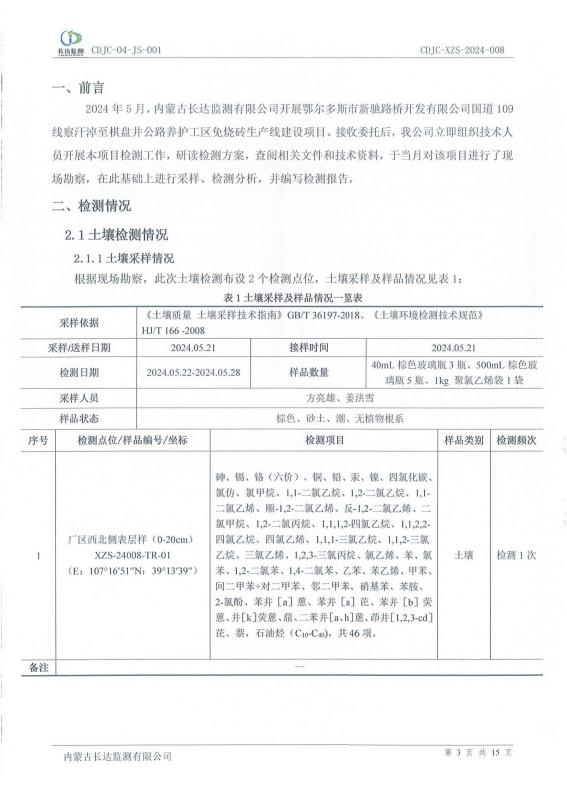 长达监测 CDJC-04-JS-001 CDJC-XZS-2024-008
一、前言
2024 年 5 月，内蒙古长达监测有限公司开展鄂尔多斯市新驰路桥开发有限公司国道 109
线察汗淖至棋盘井公路养护工区免烧砖生产线建设项目。接收委托后，我公司立即组织技术人
员开展本项目检测工作，研读检测方案，查阅相关文件和技术资料，于当月对该项目进行了现
场勘察，在此基础上进行采样、检测分析，并编写检测报告。
二、检测情况
2.1 土壤检测情况
2.1.1 土壤采样情况
根据现场勘察，此次土壤检测布设 2 个检测点位，土壤采样及样品情况见表 1：
表 1 土壤采样及样品情况一览表
采样依据
《土壤质量 土壤采样技术指南》GB/T 36197-2018、《土壤环境检测技术规范》
HJ/T 166 -2008
采样/送样日期 2024.05.21 接样时间 2024.05.21
检测日期 2024.05.22-2024.05.28 样品数量
40mL 棕色玻璃瓶 3 瓶、500mL 棕色玻
璃瓶 5 瓶、1kg 聚氯乙烯袋 1 袋
采样人员 方亮雄、姜洪雪
样品状态 棕色、砂土、潮、无植物根系
序号 检测点位/样品编号/坐标 检测项目 样品类别 检测频次
1
厂区西北侧表层样（0-20cm）
XZS-24008-TR-01
（E：107°16′51″N：39°13′39″）
砷、镉、铬（六价）、铜、铅、汞、镍、四氯化碳、
氯仿、氯甲烷、1,1-二氯乙烷、1,2-二氯乙烷、1,1-
二氯乙烯、顺-1,2-二氯乙烯、反-1,2-二氯乙烯、二
氯甲烷、1,2-二氯丙烷、1,1,1,2-四氯乙烷、1,1,2,2-
四氯乙烷、四氯乙烯、1,1,1-三氯乙烷、1,1,2-三氯
乙烷、三氯乙烯、1,2,3-三氯丙烷、氯乙烯、苯、氯
苯、1,2-二氯苯、1,4-二氯苯、乙苯、苯乙烯、甲苯、
间二甲苯+对二甲苯、邻二甲苯、硝基苯、苯胺、
2-氯酚、苯并［a］蒽、苯并［a］芘、苯并［b］荧
蒽、并[k]荧蒽、䓛、二苯并[a、h]蒽、茚并[1,2,3-cd]
芘、萘，石油烃（C₁₀-C₄₀），共 46 项。
土壤
检测 1 次
备注 —
内蒙古长达监测有限公司 第 3 页 共 15 页